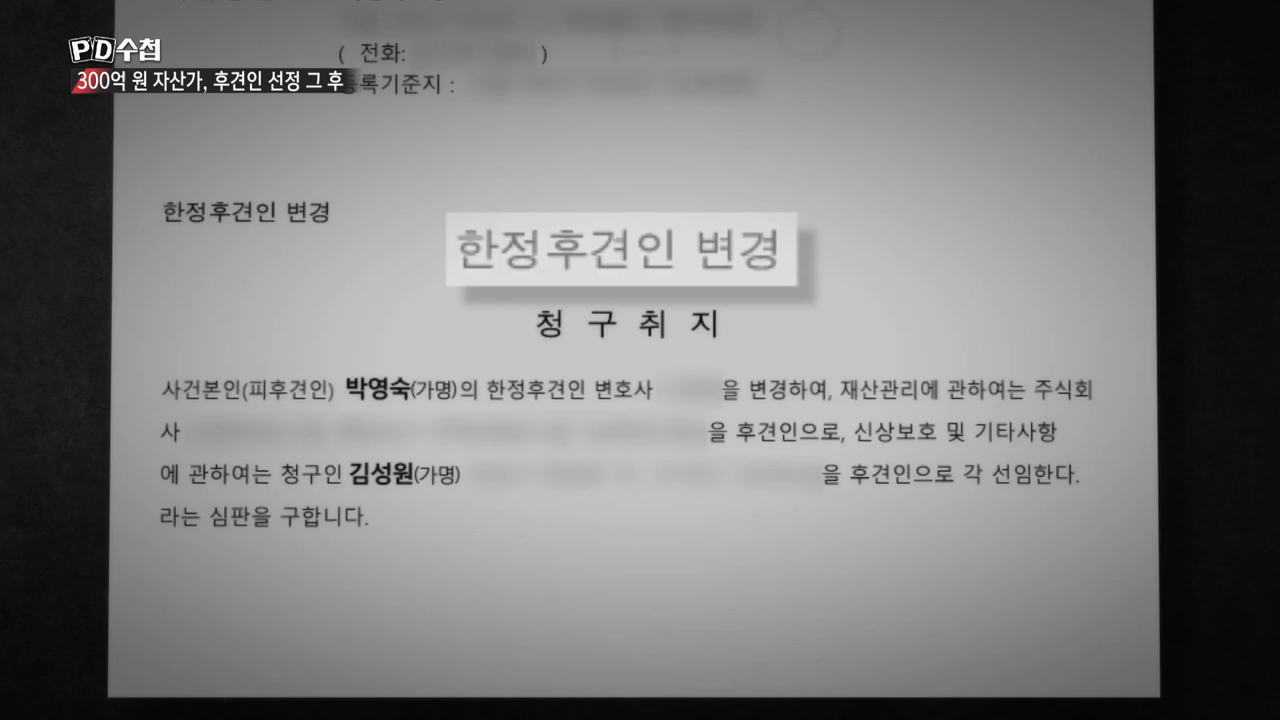 PD수첩
300억 원 자산가, 후견인 선정 그 후
( 전화: )
등록기준지 :
한정후견인 변경
한정후견인 변경
청 구 취 지
사건본인(피후견인) 박영숙(가명)의 한정후견인 변호사 을 변경하여, 재산관리에 관하여는 주식회
사 을 후견인으로, 신상보호 및 기타사항
에 관하여는 청구인 김성원(가명) 을 후견인으로 각 선임한다.
라는 심판을 구합니다.